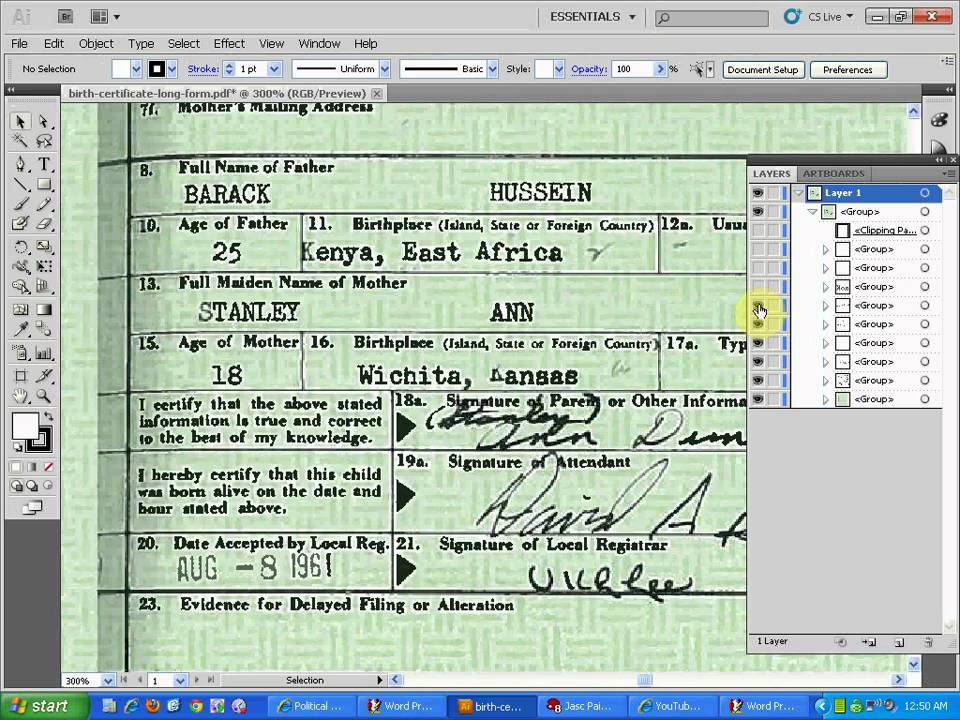 Ai Br ESSENTIALS CS Live
File Edit Object Type Select Effect View Window Help
No Selection Stroke: 1 pt Uniform Basic Style: Opacity: 100 % Document Setup Preferences
birth-certificate-long-form.pdf* @ 300% (RGB/Preview)
7f. Mother's Mailing Address
8. Full Name of Father
BARACK HUSSEIN
10. Age of Father 11. Birthplace (Island, State or Foreign Country) 12a.
25 Kenya, East Africa
13. Full Maiden Name of Mother
STANLEY ANN
15. Age of Mother 16. Birthplace (Island, State or Foreign Country) 17a.
18 Wichita, Kansas
I certify that the above stated
information is true and correct
to the best of my knowledge.
18a. Signature of Parent or Other
(Stanley)
Ann
I hereby certify that this child
was born alive on the date and
hour stated above.
19a. Signature of Attendant
David A
20. Date Accepted by Local Reg. 21. Signature of Local Registrar
AUG -8 1961
23. Evidence for Delayed Filing or Alteration
LAYERS ARTBOARDS
Layer 1
<Group>
<Clipping Pa...
<Group>
<Group>
<Group>
<Group>
<Group>
<Group>
<Group>
<Group>
<Group>
1 Layer
300% 1 Selection
start Political ... Word Pr... birth-ce... Jasc Pai... YouTub... Word Pr... 12:50 AM